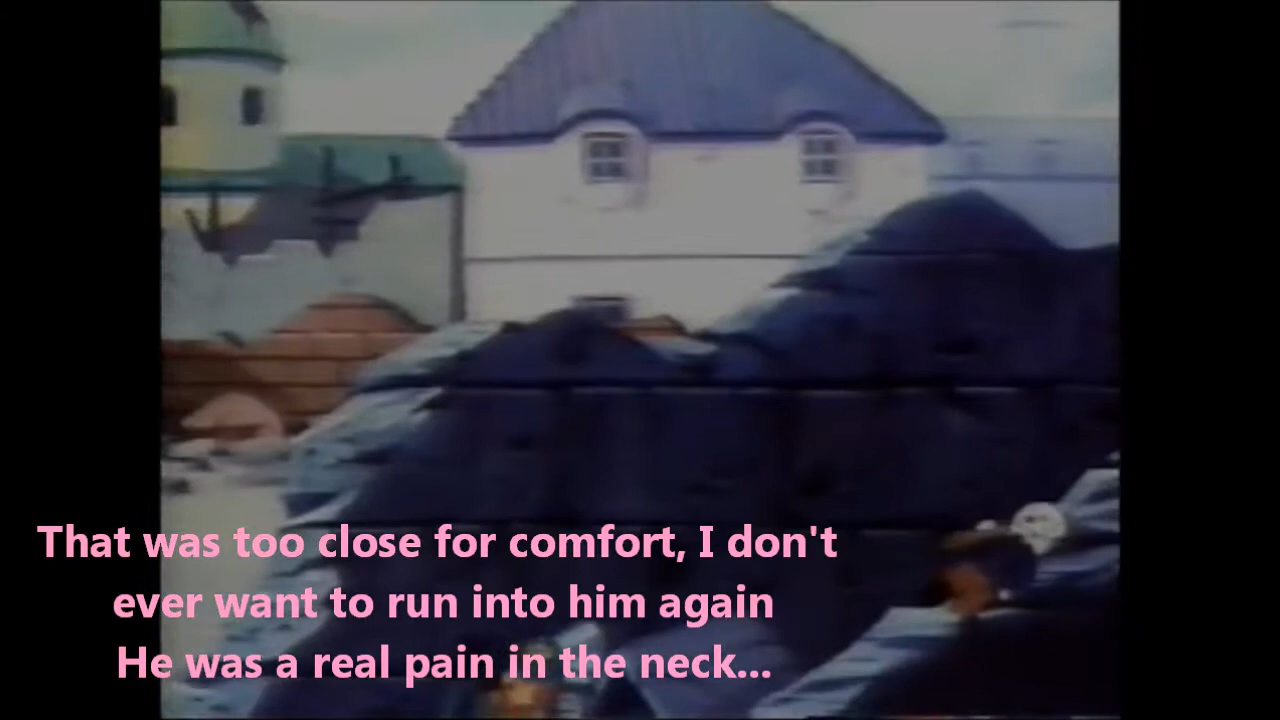 That was too close for comfort, I don't
ever want to run into him again
He was a real pain in the neck...